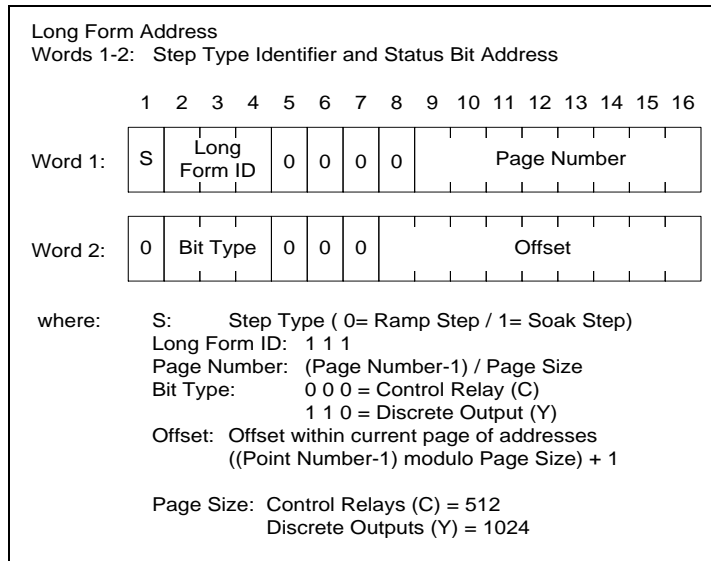 Long Form Address
Words 1-2: Step Type Identifier and Status Bit Address
1 2 3 4 5 6 7 8 9 10 11 12 13 14 15 16
Word 1: S Long Form ID 0 0 0 0 Page Number
Word 2: 0 Bit Type 0 0 0 Offset
where: S: Step Type ( 0= Ramp Step / 1= Soak Step)
Long Form ID: 1 1 1
Page Number: (Page Number-1) / Page Size
Bit Type: 0 0 0 = Control Relay (C)
1 1 0 = Discrete Output (Y)
Offset: Offset within current page of addresses
((Point Number-1) modulo Page Size) + 1
Page Size: Control Relays (C) = 512
Discrete Outputs (Y) = 1024